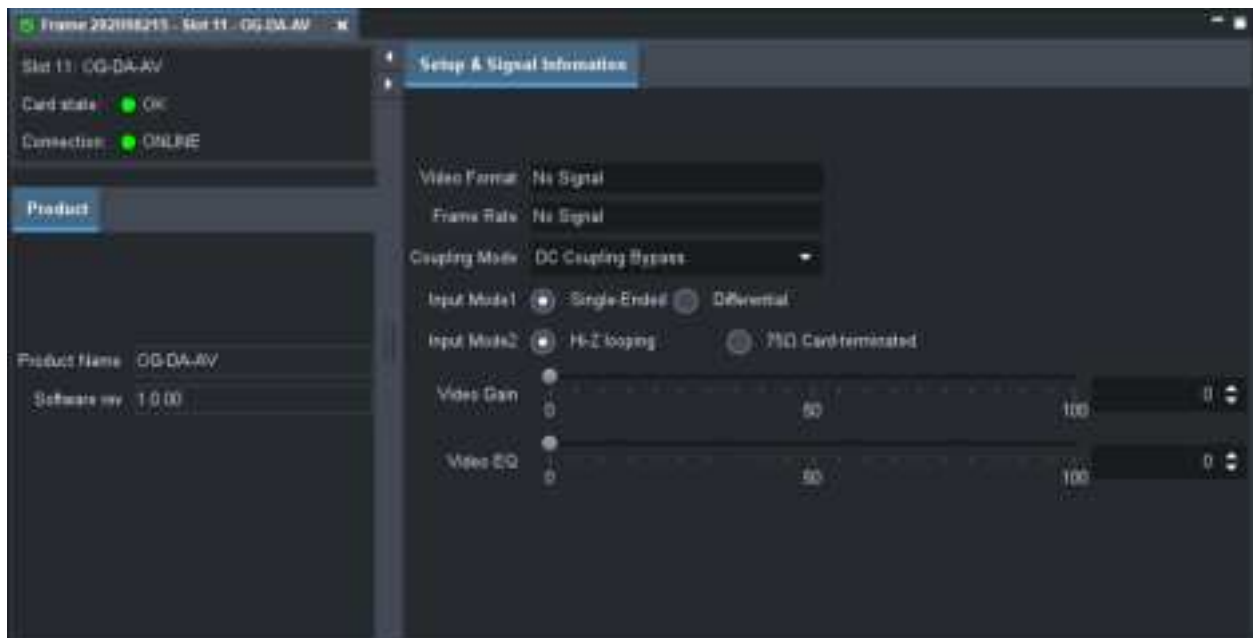 Slot 11 - OG-DA-AV
Slot 11: OG-DA-AV
Card state OK
Connection ONLINE
Product
Product Name OG-DA-AV
Software rev 1.0.00
Setup & Signal Information
Video Format No Signal
Frame Rate No Signal
Coupling Mode DC Coupling Bypass
Input Mode1 Single-Ended Differential
Input Mode2 Hi-Z looping 75Ω Card-terminated
Video Gain 0 50 100 0
Video EQ 0 50 100 0